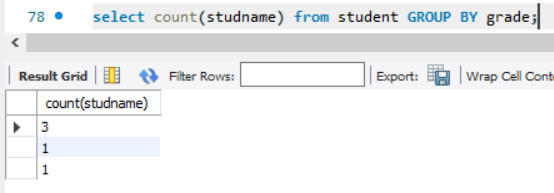 78 select count(studname) from student GROUP BY grade;
Result Grid Filter Rows: Export: Wrap Cell Conte
count(studname)
3
1
1